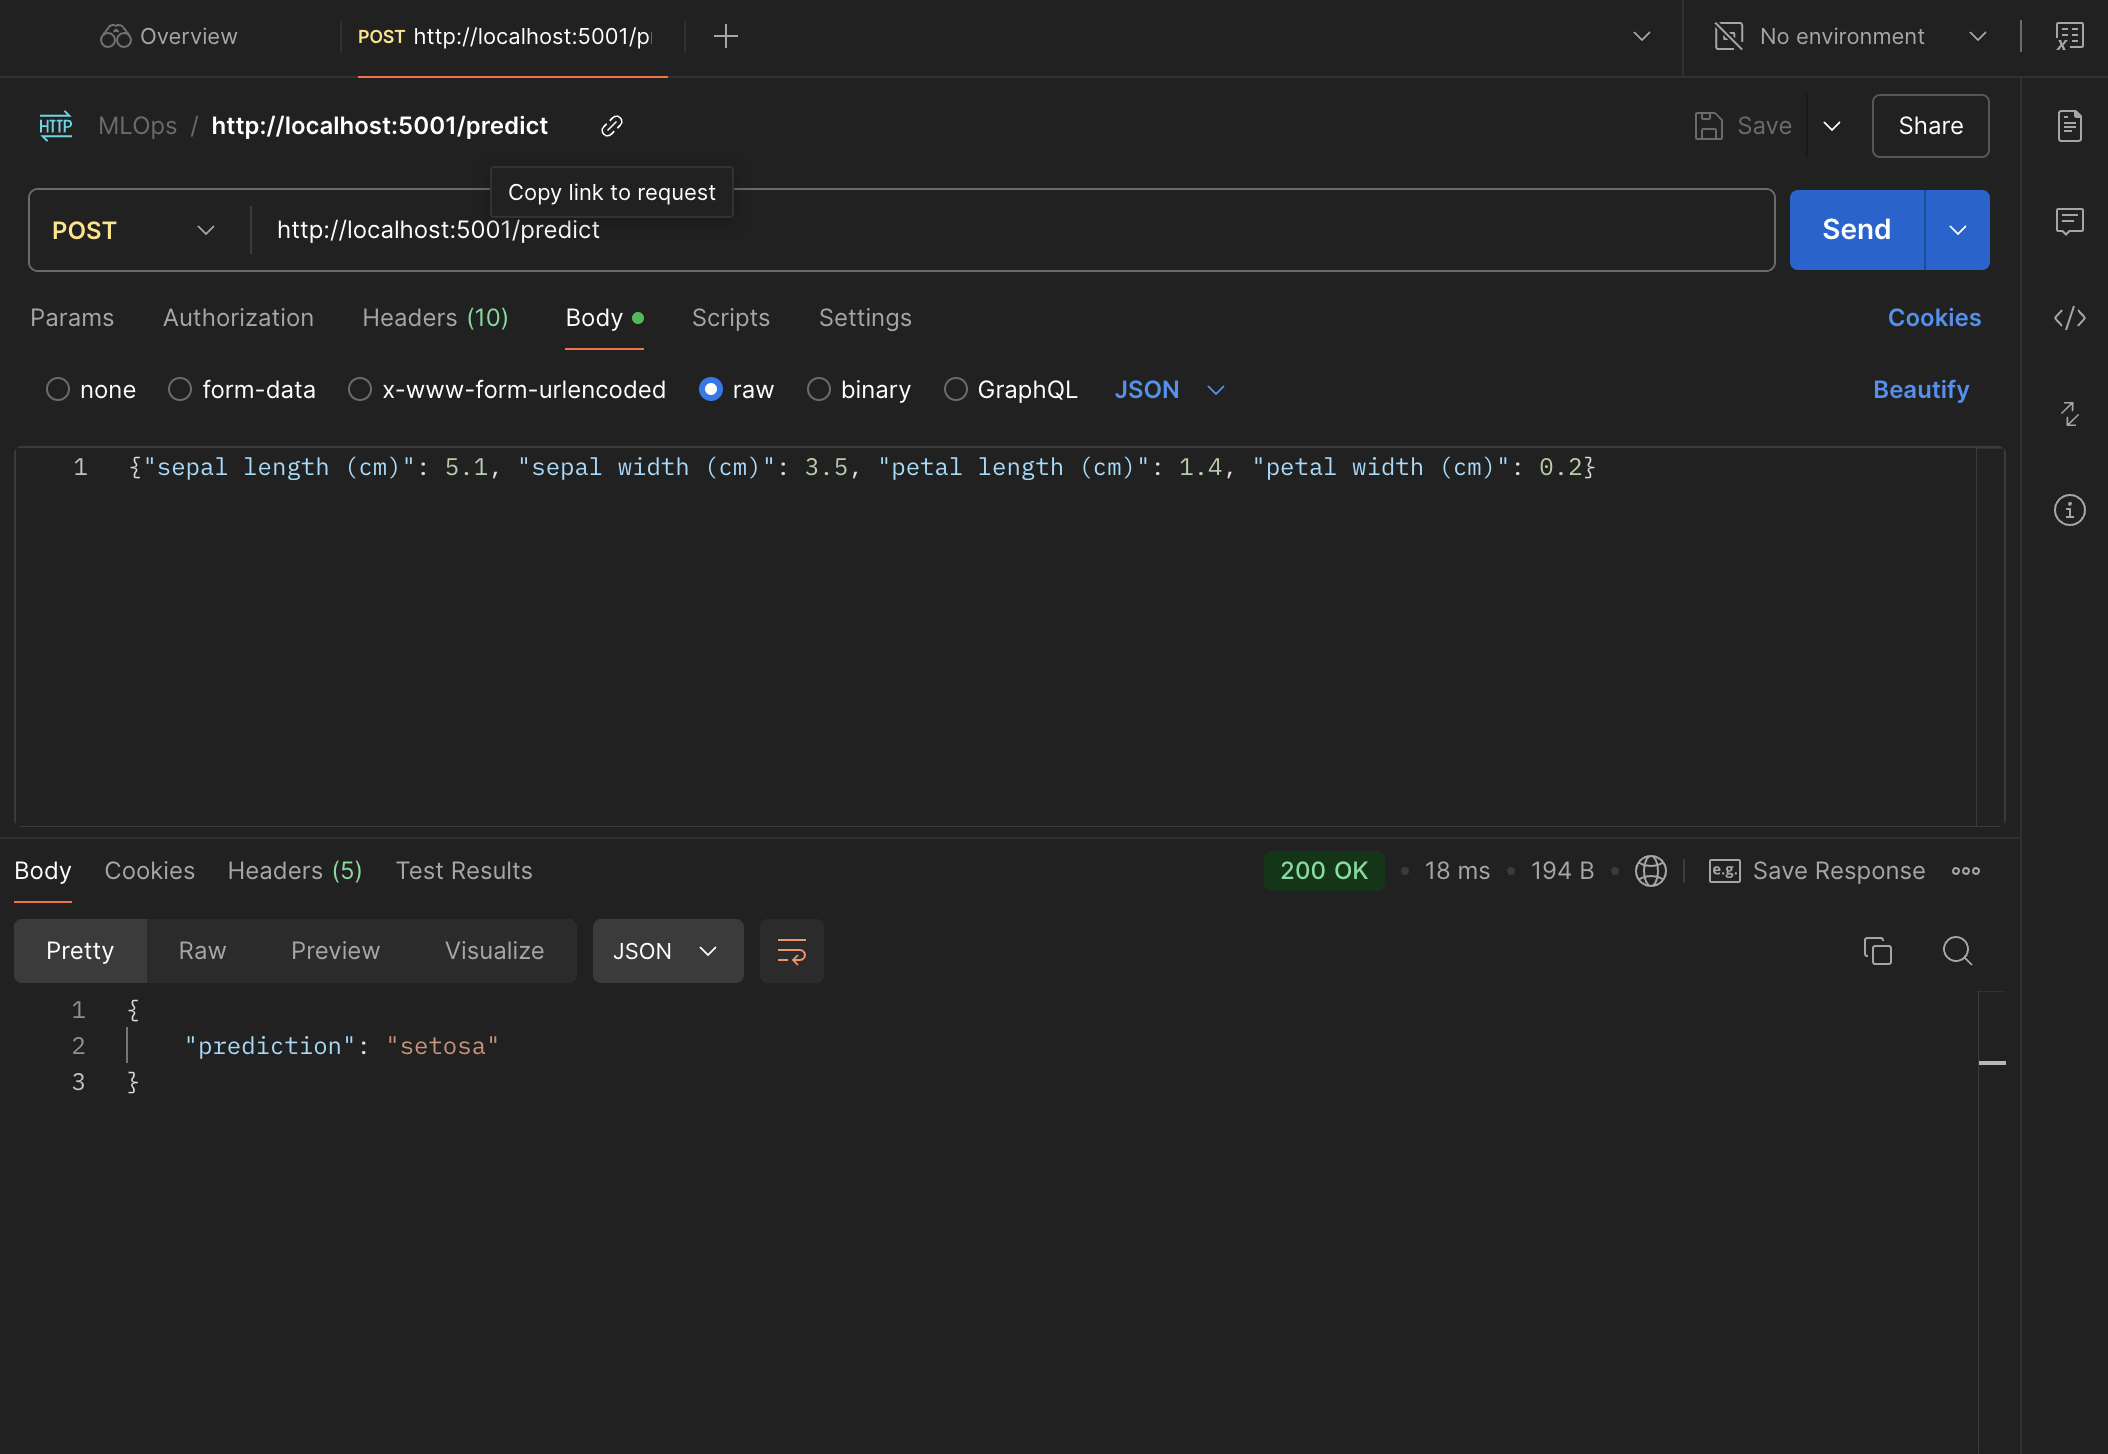 Overview POST http://localhost:5001/p No environment
HTTP MLOps / http://localhost:5001/predict Save Share
Copy link to request
POST http://localhost:5001/predict Send
Params Authorization Headers (10) Body Scripts Settings Cookies
none form-data x-www-form-urlencoded raw binary GraphQL JSON Beautify
1 {"sepal length (cm)": 5.1, "sepal width (cm)": 3.5, "petal length (cm)": 1.4, "petal width (cm)": 0.2}
Body Cookies Headers (5) Test Results 200 OK • 18 ms • 194 B • e.g. Save Response
Pretty Raw Preview Visualize JSON
1 {
2 "prediction": "setosa"
3 }